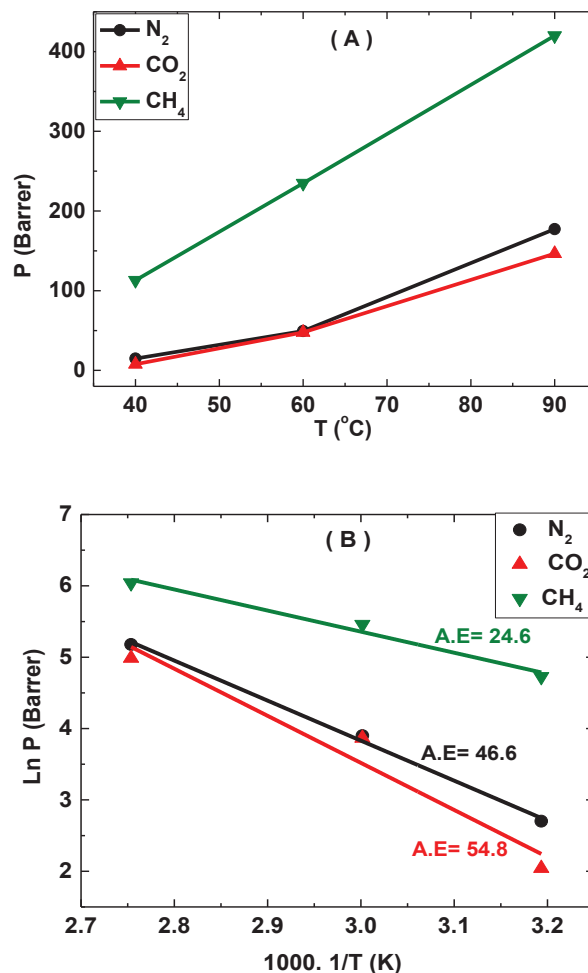 ( A )
N2
CO2
CH4
400
300
200
100
0
P (Barrer)
40
50
60
70
80
90
T (oC)
( B )
N2
CO2
CH4
7
6
5
4
3
2
Ln P (Barrer)
A.E= 24.6
A.E= 46.6
A.E= 54.8
2.7
2.8
2.9
3.0
3.1
3.2
1000. 1/T (K)